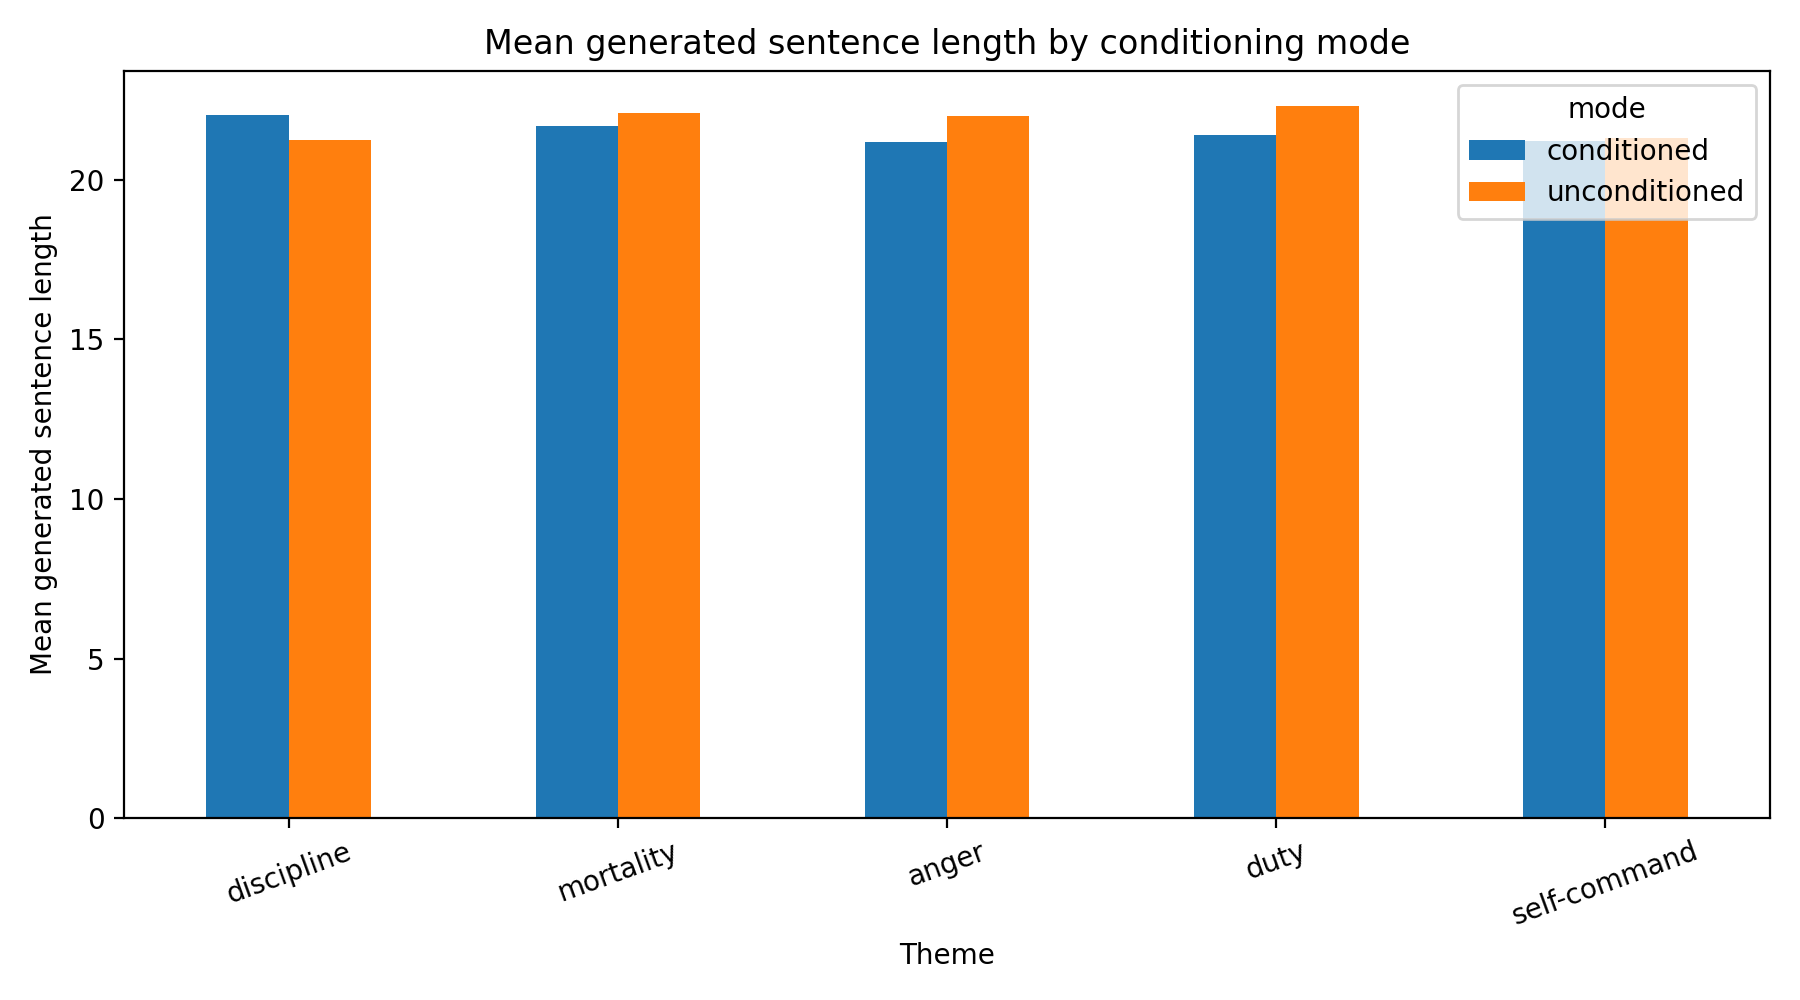 Mean generated sentence length by conditioning mode
mode
conditioned
unconditioned
Mean generated sentence length
20
15
10
5
0
discipline
mortality
anger
duty
self-command
Theme